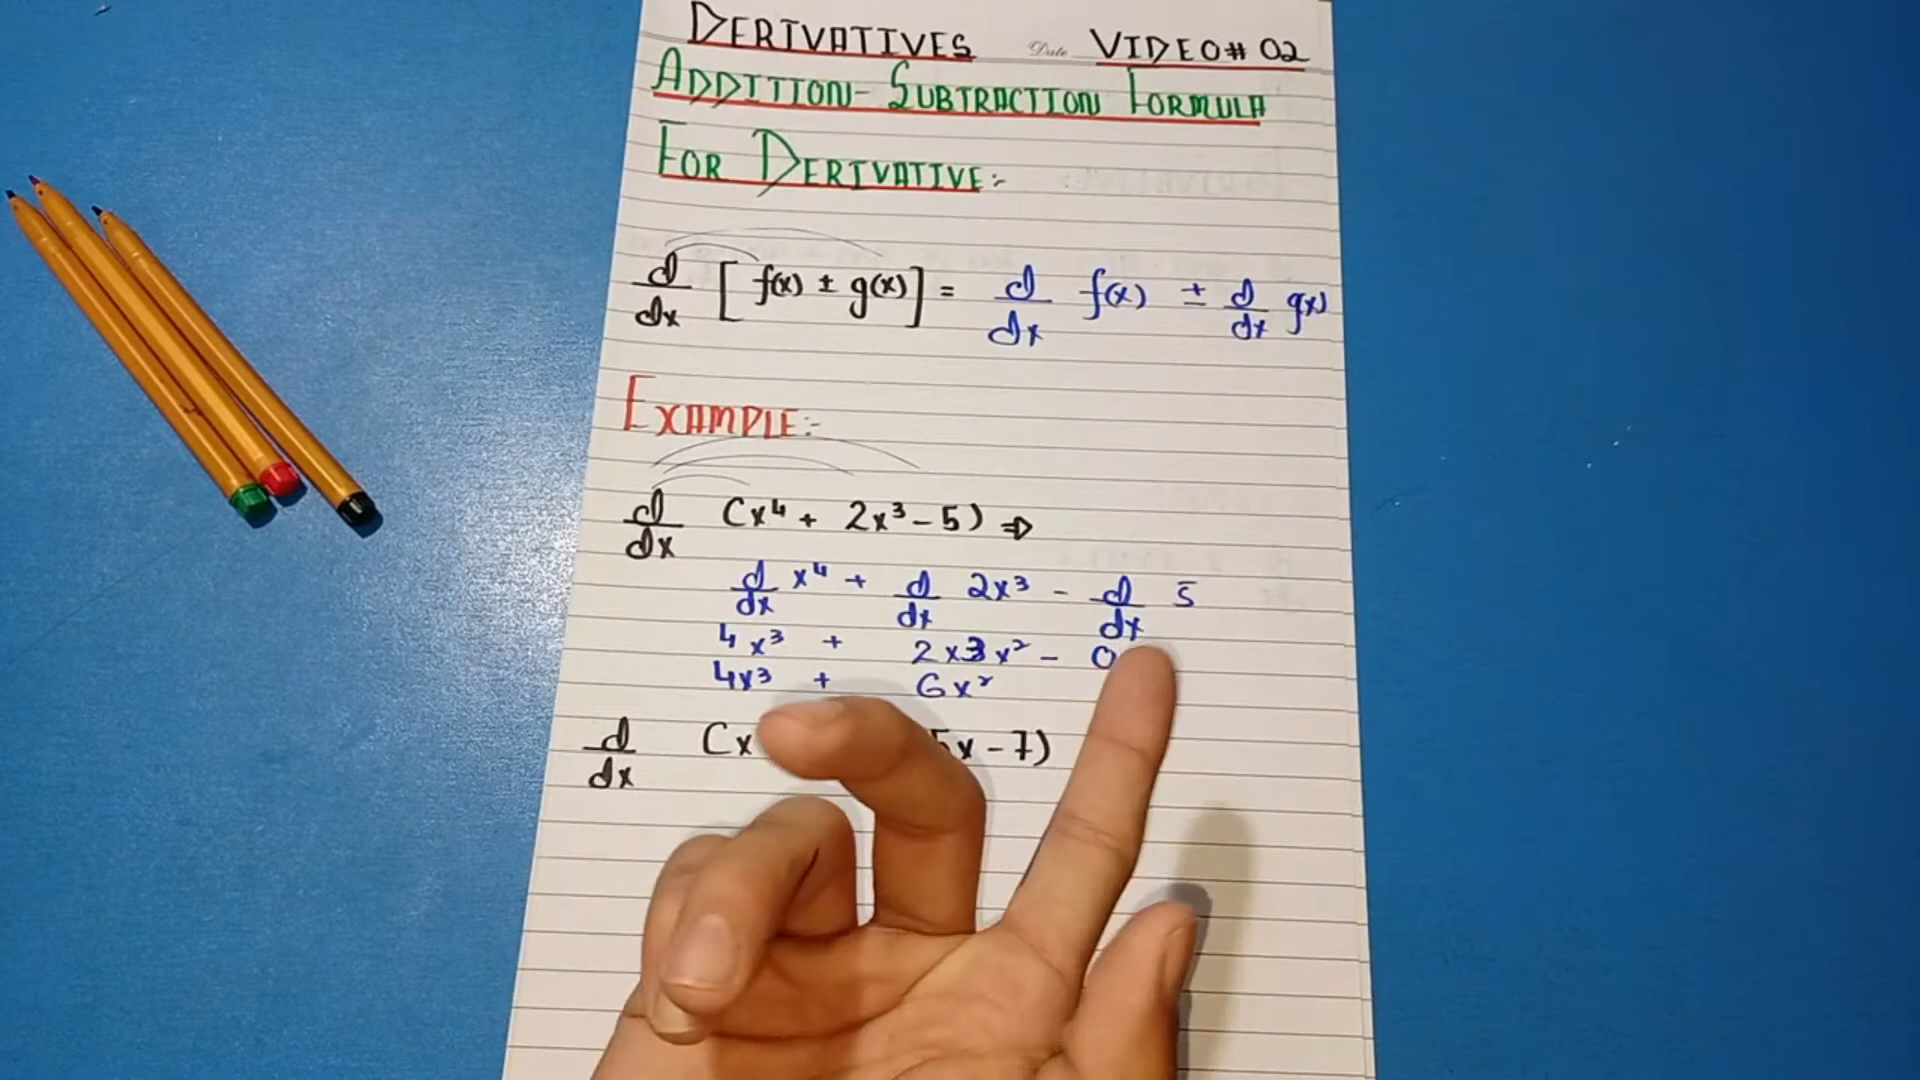 DERIVATIVES Date VIDEO# 02
ADDITION-SUBTRACTION FORMULA
FOR DERIVATIVE:-
d/dx [f(x) ± g(x)] = d/dx f(x) ± d/dx g(x)
EXAMPLE:-
d/dx (x⁴ + 2x³ - 5) ⇒
d/dx x⁴ + d/dx 2x³ - d/dx 5
4x³ + 2x3x² - 0
4x³ + 6x²
d/dx (x 5x - 7)